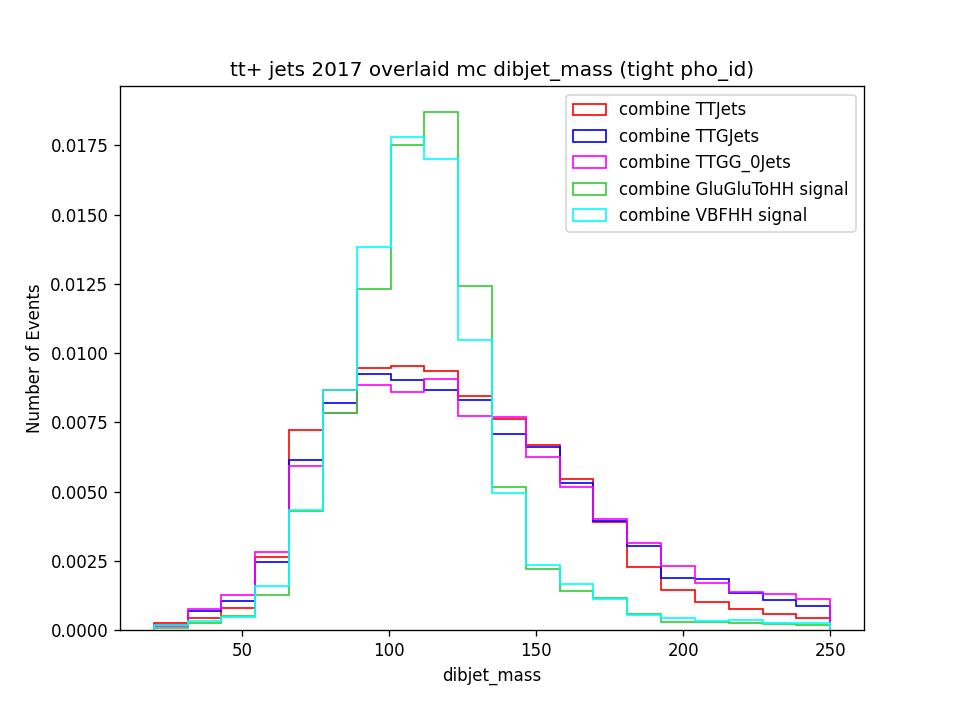 tt+ jets 2017 overlaid mc dibjet_mass (tight pho_id)
combine TTJets
combine TTGJets
combine TTGG_0Jets
combine GluGluToHH signal
combine VBFHH signal
Number of Events
0.0175
0.0150
0.0125
0.0100
0.0075
0.0050
0.0025
0.0000
50
100
150
200
250
dibjet_mass